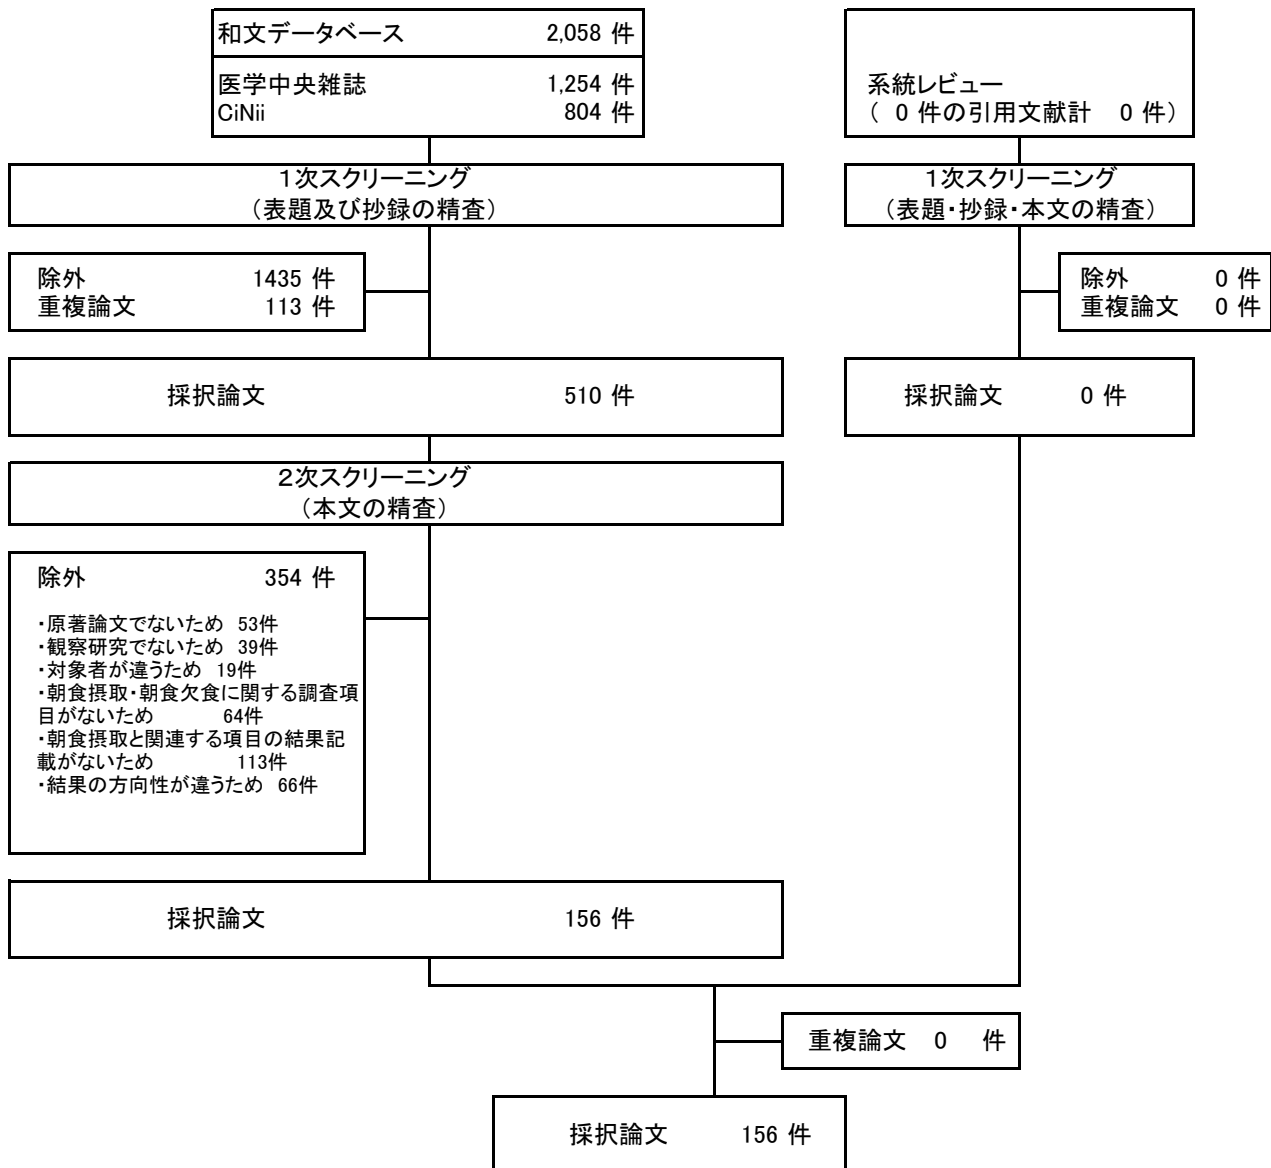 和文データベース 2,058 件
医学中央雑誌 1,254 件
CiNii 804 件
系統レビュー
（ 0 件の引用文献計 0 件）
１次スクリーニング
（表題及び抄録の精査）
１次スクリーニング
（表題・抄録・本文の精査）
除外 1435 件
重複論文 113 件
除外 0 件
重複論文 0 件
採択論文 510 件
採択論文 0 件
２次スクリーニング
（本文の精査）
除外 354 件
・原著論文でないため 53件
・観察研究でないため 39件
・対象者が違うため 19件
・朝食摂取・朝食欠食に関する調査項
目がないため 64件
・朝食摂取と関連する項目の結果記
載がないため 113件
・結果の方向性が違うため 66件
採択論文 156 件
重複論文 0 件
採択論文 156 件